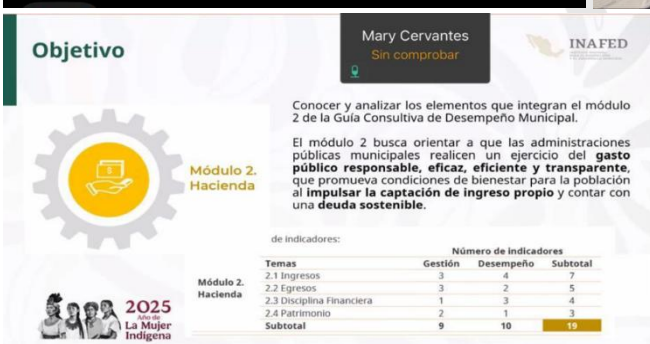 Mary Cervantes
Sin comprobar
Objetivo
INAFED
Conocer y analizar los elementos que integran el módulo
2 de la Guía Consultiva de Desempeño Municipal.
El módulo 2 busca orientar a que las administraciones
públicas municipales realicen un ejercicio del gasto
público responsable, eficaz, eficiente y transparente,
que promueva condiciones de bienestar para la población
al impulsar la captación de ingreso propio y contar con
una deuda sostenible.
Módulo 2.
Hacienda
de indicadores:
Número de indicadores
Temas Gestión Desempeño Subtotal
Módulo 2.
Hacienda
2.1 Ingresos 3 4 7
2.2 Egresos 3 2 5
2.3 Disciplina Financiera 1 3 4
2.4 Patrimonio 2 1 3
Subtotal 9 10 19
2025
Año de
La Mujer
Indígena